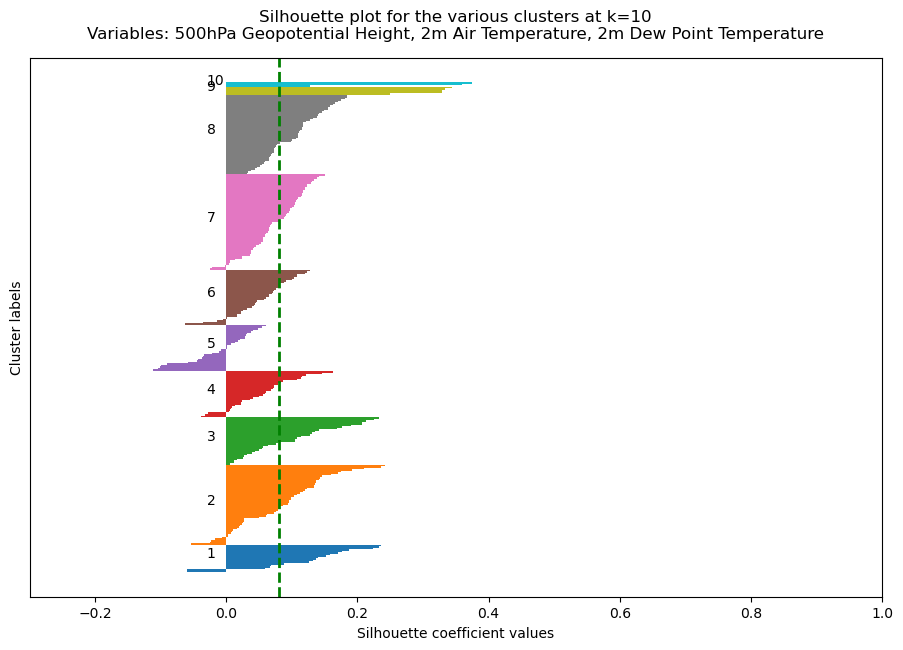 Silhouette plot for the various clusters at k=10
Variables: 500hPa Geopotential Height, 2m Air Temperature, 2m Dew Point Temperature
Cluster labels
10
9
8
7
6
5
4
3
2
1
−0.2 0.0 0.2 0.4 0.6 0.8 1.0
Silhouette coefficient values